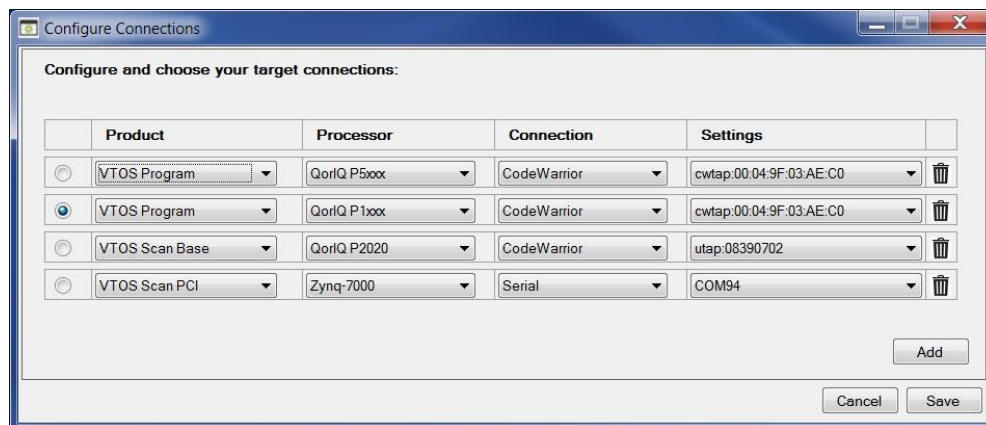 Configure Connections
Configure and choose your target connections:
Product Processor Connection Settings
VTOS Program QorIQ P5xxx CodeWarrior cwtap:00:04:9F:03:AE:C0
VTOS Program QorIQ P1xxx CodeWarrior cwtap:00:04:9F:03:AE:C0
VTOS Scan Base QorIQ P2020 CodeWarrior utap:08390702
VTOS Scan PCI Zynq-7000 Serial COM94
Add
Cancel Save